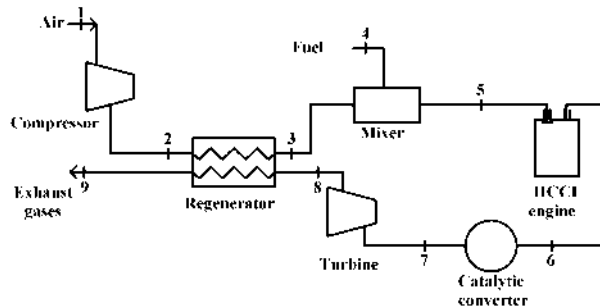 1
Air
4
Fuel
5
Compressor
Mixer
2
3
HCCI
engine
9
8
Exhaust
gases
Regenerator
Turbine
7
6
Catalytic
converter